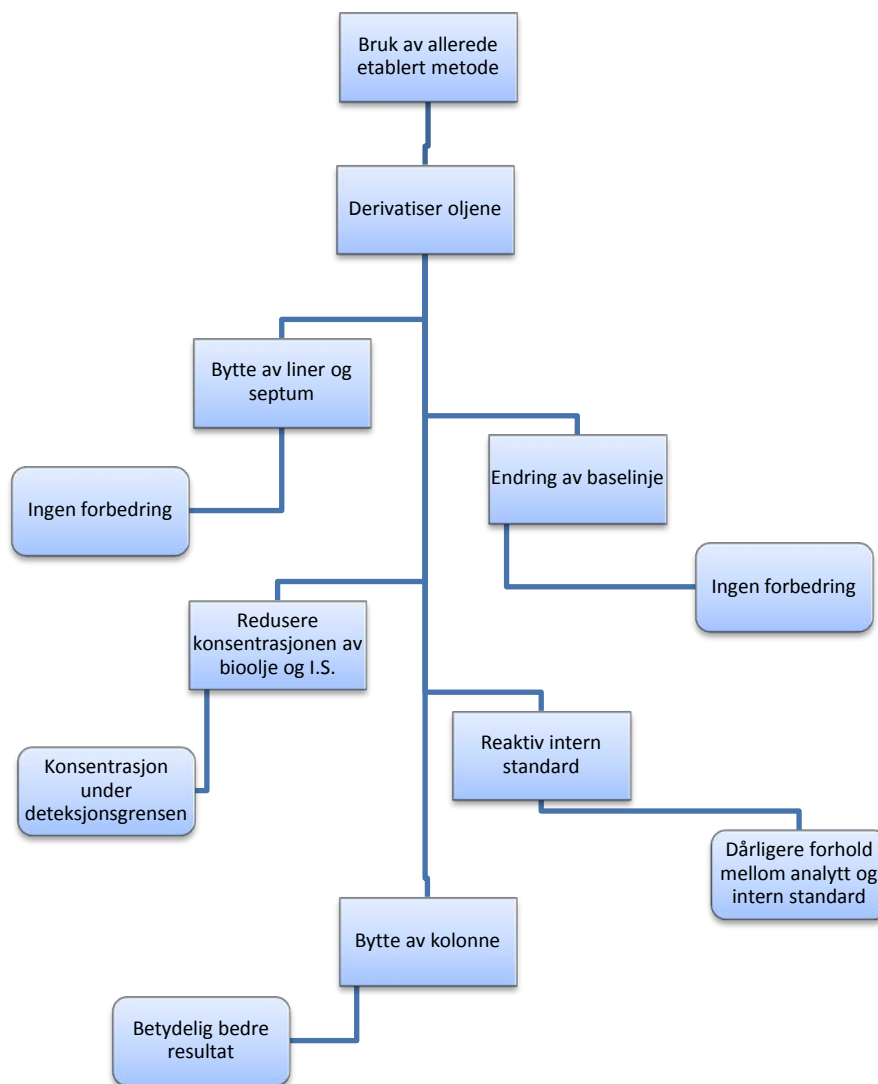 Bruk av allerede
etablert metode
Derivatiser oljene
Bytte av liner og
septum
Endring av baselinje
Ingen forbedring
Ingen forbedring
Redusere
konsentrasjonen av
bioolje og I.S.
Reaktiv intern
standard
Konsentrasjon
under
deteksjonsgrensen
Dårligere forhold
mellom analytt og
intern standard
Bytte av kolonne
Betydelig bedre
resultat